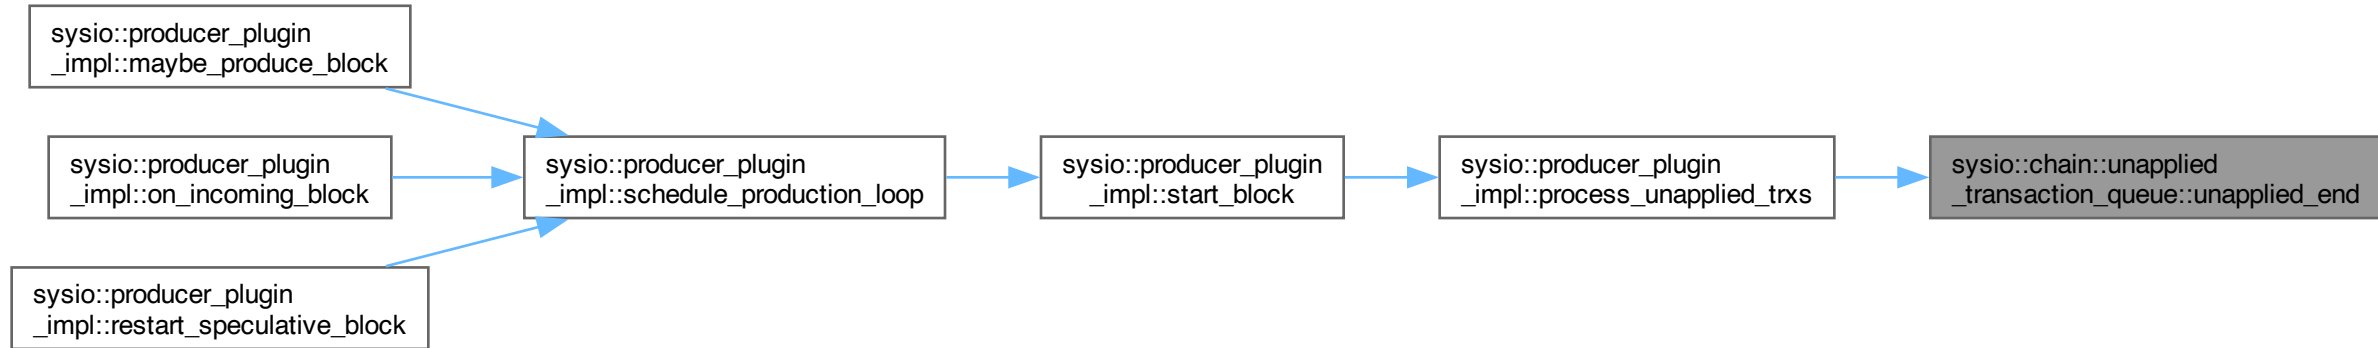 sysio::producer_plugin
_impl::maybe_produce_block
sysio::producer_plugin
_impl::on_incoming_block
sysio::producer_plugin
_impl::restart_speculative_block
sysio::producer_plugin
_impl::schedule_production_loop
sysio::producer_plugin
_impl::start_block
sysio::producer_plugin
_impl::process_unapplied_trxs
sysio::chain::unapplied
_transaction_queue::unapplied_end